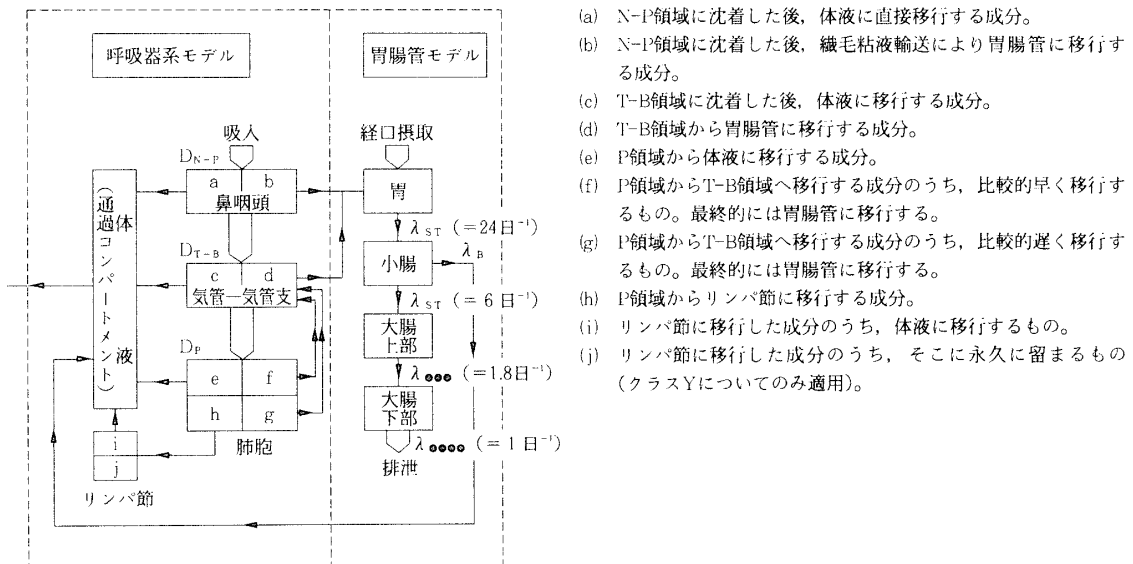 呼吸器系モデル
胃腸管モデル
吸入
経口摂取
D_{N-P}
a b
鼻咽頭
胃
λ_{ST} (=24日⁻¹)
D_{T-B}
c d
気管―気管支
小腸
λ_B
λ_{ST} (=6日⁻¹)
体液
(通過コンパートメント)
大腸
上部
D_P
e f
h g
肺胞
λ (=1.8日⁻¹)
大腸
下部
λ (=1日⁻¹)
排泄
i
j
リンパ節
(a) N-P領域に沈着した後,体液に直接移行する成分。
(b) N-P領域に沈着した後,繊毛粘液輸送により胃腸管に移行す
る成分。
(c) T-B領域に沈着した後,体液に移行する成分。
(d) T-B領域から胃腸管に移行する成分。
(e) P領域から体液に移行する成分。
(f) P領域からT-B領域へ移行する成分のうち,比較的早く移行す
るもの。最終的には胃腸管に移行する。
(g) P領域からT-B領域へ移行する成分のうち,比較的遅く移行す
るもの。最終的には胃腸管に移行する。
(h) P領域からリンパ節に移行する成分。
(i) リンパ節に移行した成分のうち,体液に移行するもの。
(j) リンパ節に移行した成分のうち,そこに永久に留まるもの
(クラスYについてのみ適用)。